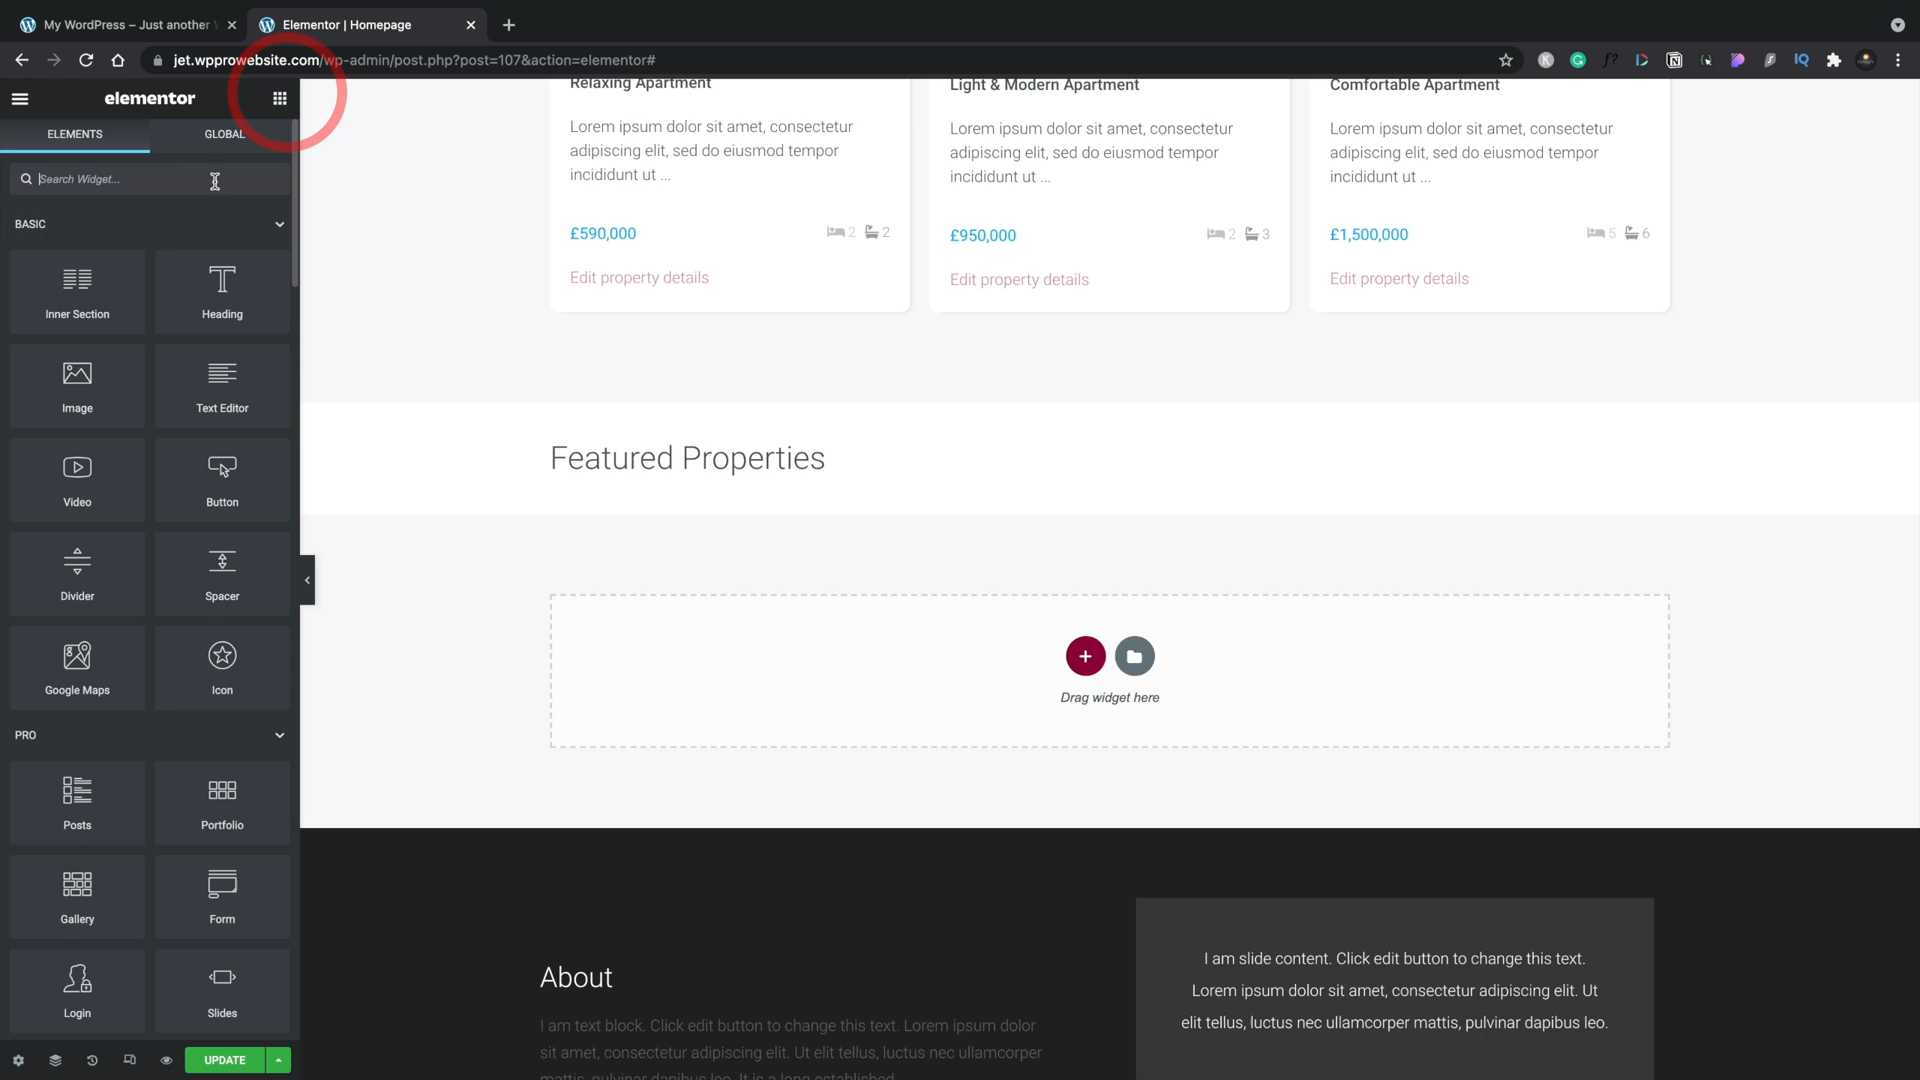 My WordPress – Just another
Elementor | Homepage
jet.wpprowebsite.com/wp-admin/post.php?post=107&action=elementor#
elementor
ELEMENTS
GLOBAL
Search Widget...
BASIC
Inner Section
Heading
Image
Text Editor
Video
Button
Divider
Spacer
Google Maps
Icon
PRO
Posts
Portfolio
Gallery
Form
Login
Slides
UPDATE
Relaxing Apartment
Lorem ipsum dolor sit amet, consectetur
adipiscing elit, sed do eiusmod tempor
incididunt ut ...
£590,000
2 2
Edit property details
Light & Modern Apartment
Lorem ipsum dolor sit amet, consectetur
adipiscing elit, sed do eiusmod tempor
incididunt ut ...
£950,000
2 3
Edit property details
Comfortable Apartment
Lorem ipsum dolor sit amet, consectetur
adipiscing elit, sed do eiusmod tempor
incididunt ut ...
£1,500,000
5 6
Edit property details
Featured Properties
Drag widget here
About
I am text block. Click edit button to change this text. Lorem ipsum dolor
sit amet, consectetur adipiscing elit. Ut elit tellus, luctus nec ullamcorper
mattis, pulvinar dapibus leo. It is a long established
I am slide content. Click edit button to change this text.
Lorem ipsum dolor sit amet, consectetur adipiscing elit. Ut
elit tellus, luctus nec ullamcorper mattis, pulvinar dapibus leo.